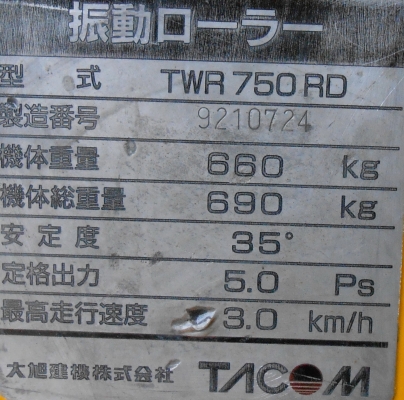 振動ローラー
型 式 TWR 750 RD
製造番号 9210724
機体重量 660 kg
機体総重量 690 kg
安定度 35°
定格出力 5.0 Ps
最高走行速度 3.0 km/h
大旭建機株式会社 TACOM